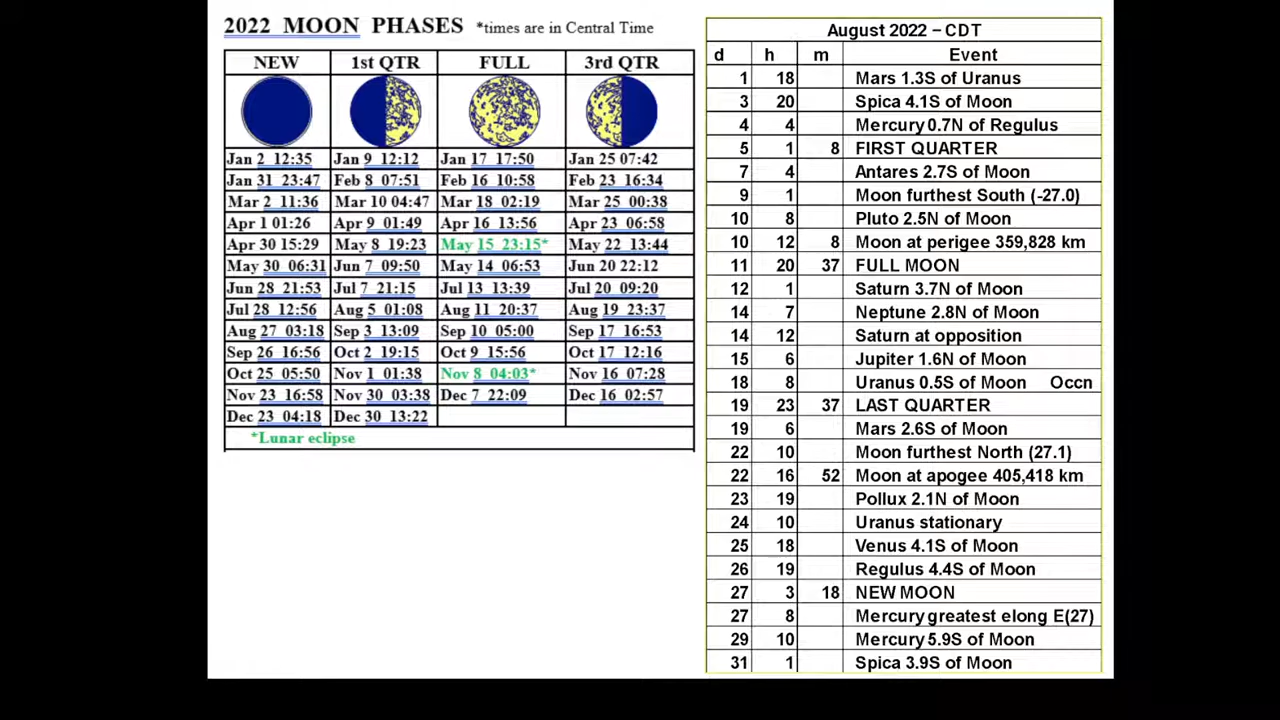 2022 MOON PHASES *times are in Central Time
NEW 1st QTR FULL 3rd QTR
Jan 2 12:35 Jan 9 12:12 Jan 17 17:50 Jan 25 07:42
Jan 31 23:47 Feb 8 07:51 Feb 16 10:58 Feb 23 16:34
Mar 2 11:36 Mar 10 04:47 Mar 18 02:19 Mar 25 00:38
Apr 1 01:26 Apr 9 01:49 Apr 16 13:56 Apr 23 06:58
Apr 30 15:29 May 8 19:23 May 15 23:15* May 22 13:44
May 30 06:31 Jun 7 09:50 May 14 06:53 Jun 20 22:12
Jun 28 21:53 Jul 7 21:15 Jul 13 13:39 Jul 20 09:20
Jul 28 12:56 Aug 5 01:08 Aug 11 20:37 Aug 19 23:37
Aug 27 03:18 Sep 3 13:09 Sep 10 05:00 Sep 17 16:53
Sep 26 16:56 Oct 2 19:15 Oct 9 15:56 Oct 17 12:16
Oct 25 05:50 Nov 1 01:38 Nov 8 04:03* Nov 16 07:28
Nov 23 16:58 Nov 30 03:38 Dec 7 22:09 Dec 16 02:57
Dec 23 04:18 Dec 30 13:22
*Lunar eclipse
August 2022 – CDT
d h m Event
1 18 Mars 1.3S of Uranus
3 20 Spica 4.1S of Moon
4 4 Mercury 0.7N of Regulus
5 1 8 FIRST QUARTER
7 4 Antares 2.7S of Moon
9 1 Moon furthest South (-27.0)
10 8 Pluto 2.5N of Moon
10 12 8 Moon at perigee 359,828 km
11 20 37 FULL MOON
12 1 Saturn 3.7N of Moon
14 7 Neptune 2.8N of Moon
14 12 Saturn at opposition
15 6 Jupiter 1.6N of Moon
18 8 Uranus 0.5S of Moon Occn
19 23 37 LAST QUARTER
19 6 Mars 2.6S of Moon
22 10 Moon furthest North (27.1)
22 16 52 Moon at apogee 405,418 km
23 19 Pollux 2.1N of Moon
24 10 Uranus stationary
25 18 Venus 4.1S of Moon
26 19 Regulus 4.4S of Moon
27 3 18 NEW MOON
27 8 Mercury greatest elong E(27)
29 10 Mercury 5.9S of Moon
31 1 Spica 3.9S of Moon